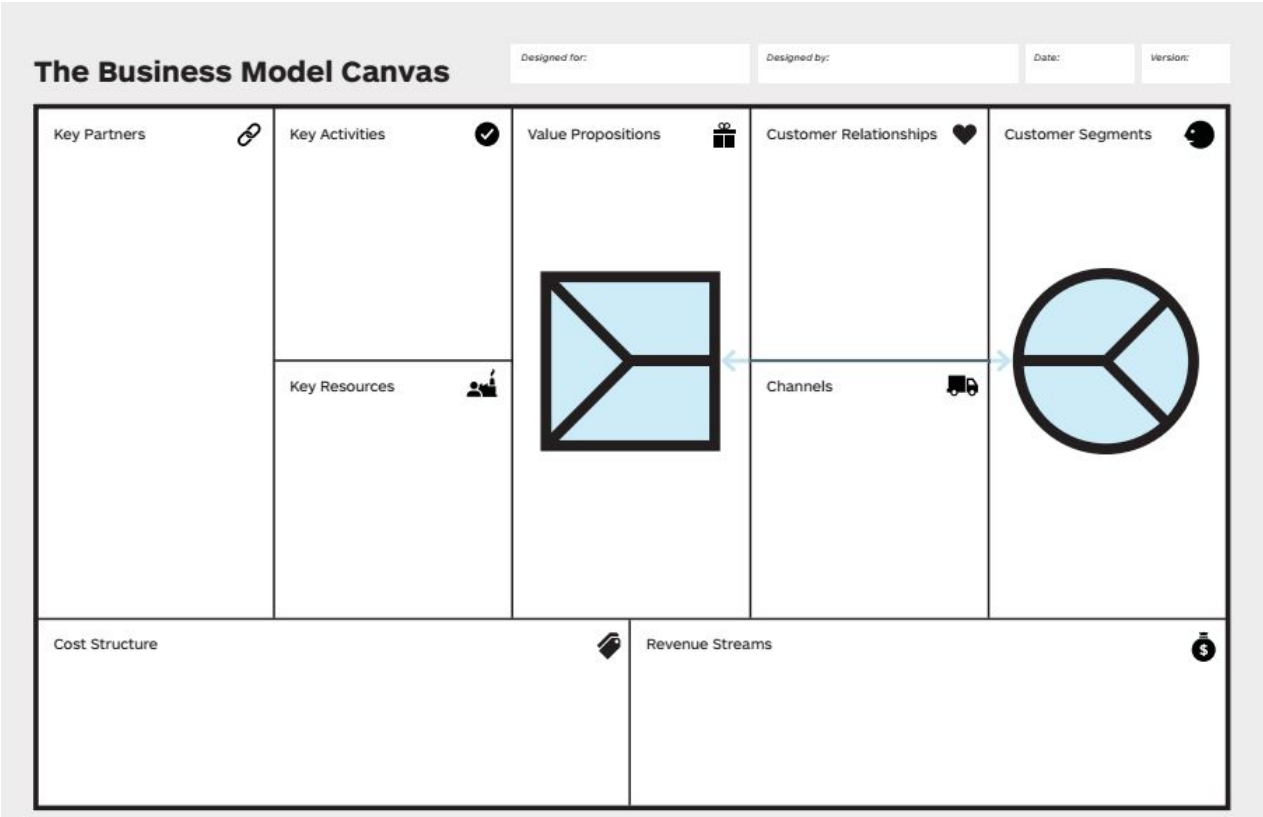 The Business Model Canvas
Designed for:
Designed by:
Date:
Version:
Key Partners
Key Activities
Value Propositions
Customer Relationships
Customer Segments
Key Resources
Channels
Cost Structure
Revenue Streams
$